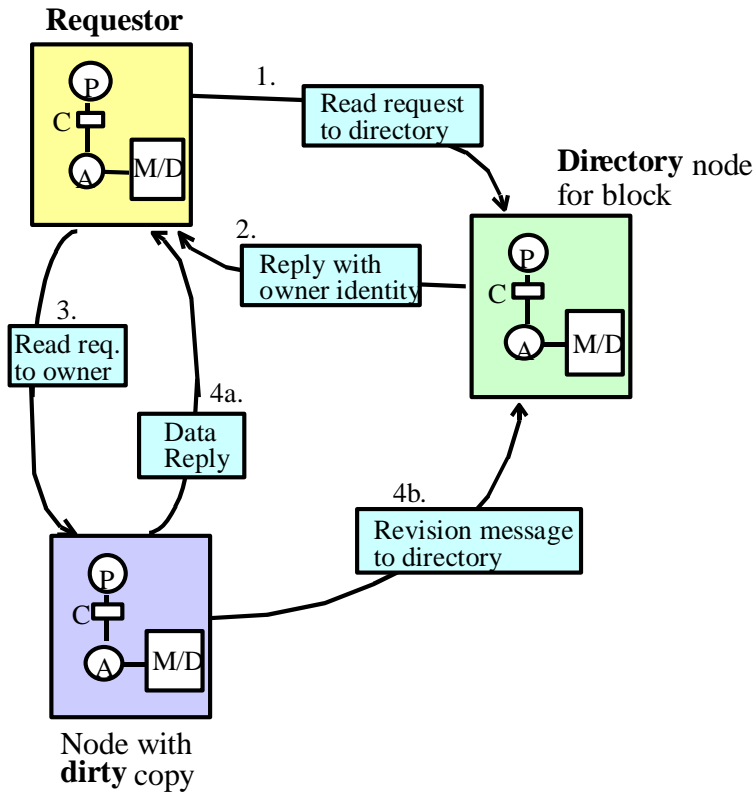 Requestor
P
C
A
M/D
1.
Read request
to directory
Directory node
for block
P
C
A
M/D
2.
Reply with
owner identity
3.
Read req.
to owner
4a.
Data
Reply
4b.
Revision message
to directory
P
C
A
M/D
Node with
dirty copy